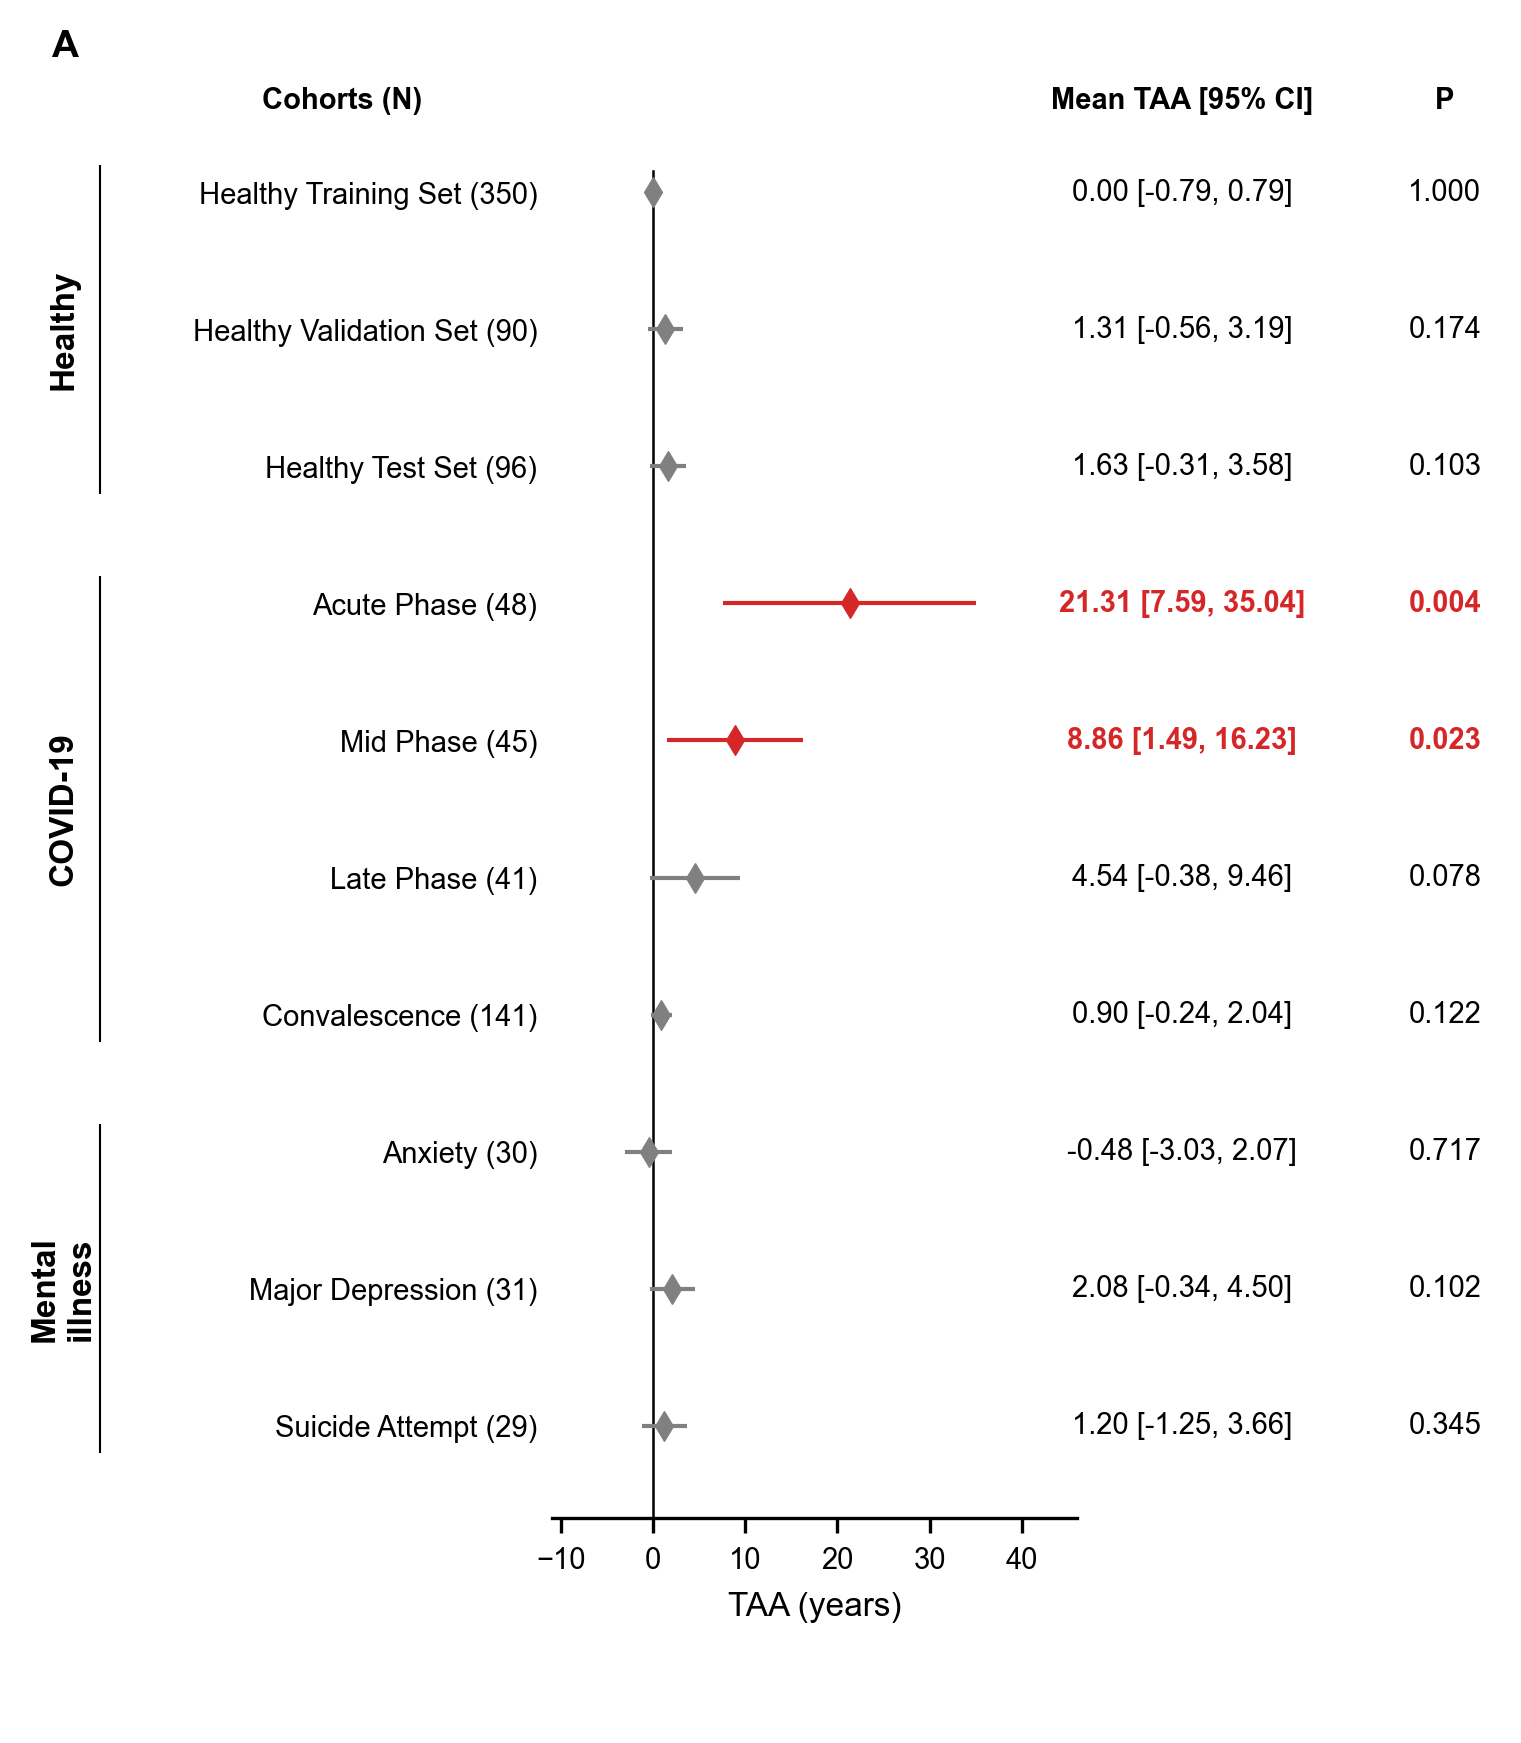 A
Cohorts (N) Mean TAA [95% CI] P
Healthy
Healthy Training Set (350) 0.00 [-0.79, 0.79] 1.000
Healthy Validation Set (90) 1.31 [-0.56, 3.19] 0.174
Healthy Test Set (96) 1.63 [-0.31, 3.58] 0.103
COVID-19
Acute Phase (48) 21.31 [7.59, 35.04] 0.004
Mid Phase (45) 8.86 [1.49, 16.23] 0.023
Late Phase (41) 4.54 [-0.38, 9.46] 0.078
Convalescence (141) 0.90 [-0.24, 2.04] 0.122
Mental
illness
Anxiety (30) -0.48 [-3.03, 2.07] 0.717
Major Depression (31) 2.08 [-0.34, 4.50] 0.102
Suicide Attempt (29) 1.20 [-1.25, 3.66] 0.345
−10 0 10 20 30 40
TAA (years)